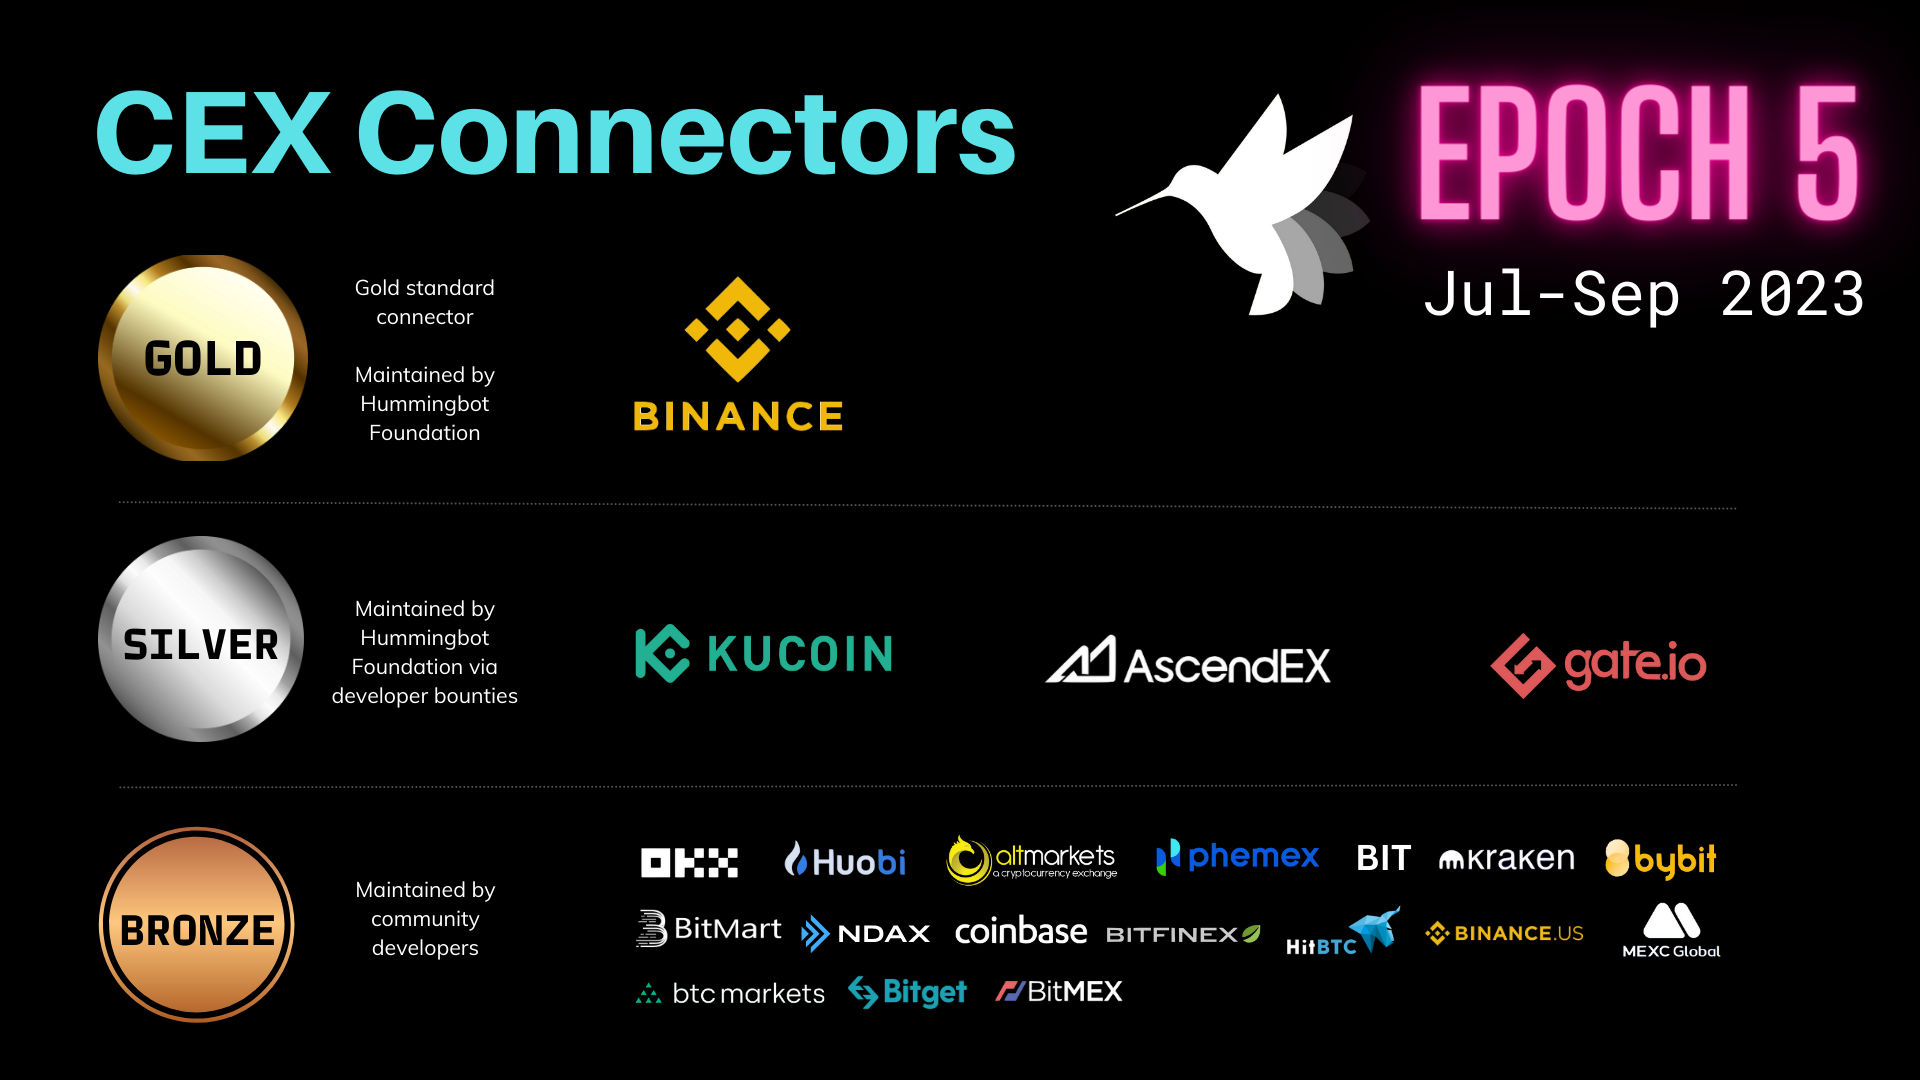 CEX Connectors
EPOCH 5
Jul-Sep 2023
GOLD
Gold standard
connector
Maintained by
Hummingbot
Foundation
BINANCE
SILVER
Maintained by
Hummingbot
Foundation via
developer bounties
KUCOIN
AscendEX
gate.io
BRONZE
Maintained by
community
developers
OKX
Huobi
altmarkets
a cryptocurrency exchange
phemex
BIT
kraken
bybit
BitMart
NDAX
coinbase
BITFINEX
HitBTC
BINANCE.US
MEXC Global
btcmarkets
Bitget
BitMEX